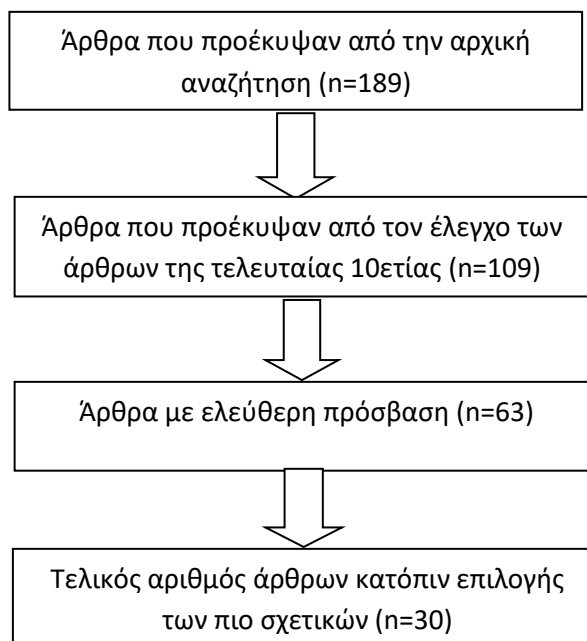 Άρθρα που προέκυψαν από την αρχική
αναζήτηση (n=189)
Άρθρα που προέκυψαν από τον έλεγχο των
άρθρων της τελευταίας 10ετίας (n=109)
Άρθρα με ελεύθερη πρόσβαση (n=63)
Τελικός αριθμός άρθρων κατόπιν επιλογής
των πιο σχετικών (n=30)